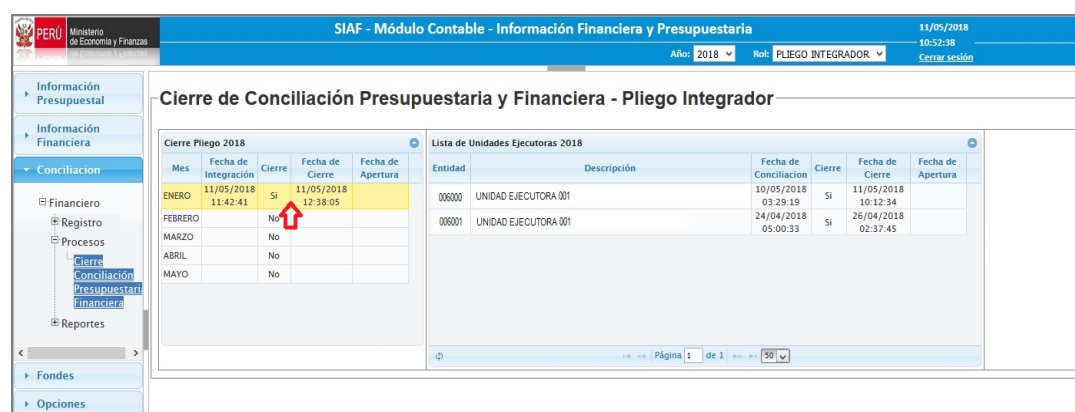 PERÚ Ministerio de Economía y Finanzas
SIAF - Módulo Contable - Información Financiera y Presupuestaria
11/05/2018
10:52:38
Año: 2018 Rol: PLIEGO INTEGRADOR
Cerrar sesión
Información Presupuestal
Información Financiera
Conciliacion
Financiero
Registro
Procesos
Cierre
Conciliación
Presupuestari
Financiera
Reportes
Fondes
Opciones
Cierre de Conciliación Presupuestaria y Financiera - Pliego Integrador
Cierre Pliego 2018
Mes Fecha de Integración Cierre Fecha de Cierre Fecha de Apertura
ENERO 11/05/2018 11:42:41 Si 11/05/2018 12:38:05
FEBRERO No
MARZO No
ABRIL No
MAYO No
Lista de Unidades Ejecutoras 2018
Entidad Descripción Fecha de Conciliacion Cierre Fecha de Cierre Fecha de Apertura
006000 UNIDAD EJECUTORA 001 10/05/2018 03:29:19 Si 11/05/2018 10:12:34
006001 UNIDAD EJECUTORA 001 24/04/2018 05:00:33 Si 26/04/2018 02:37:45
Página 1 de 1 50